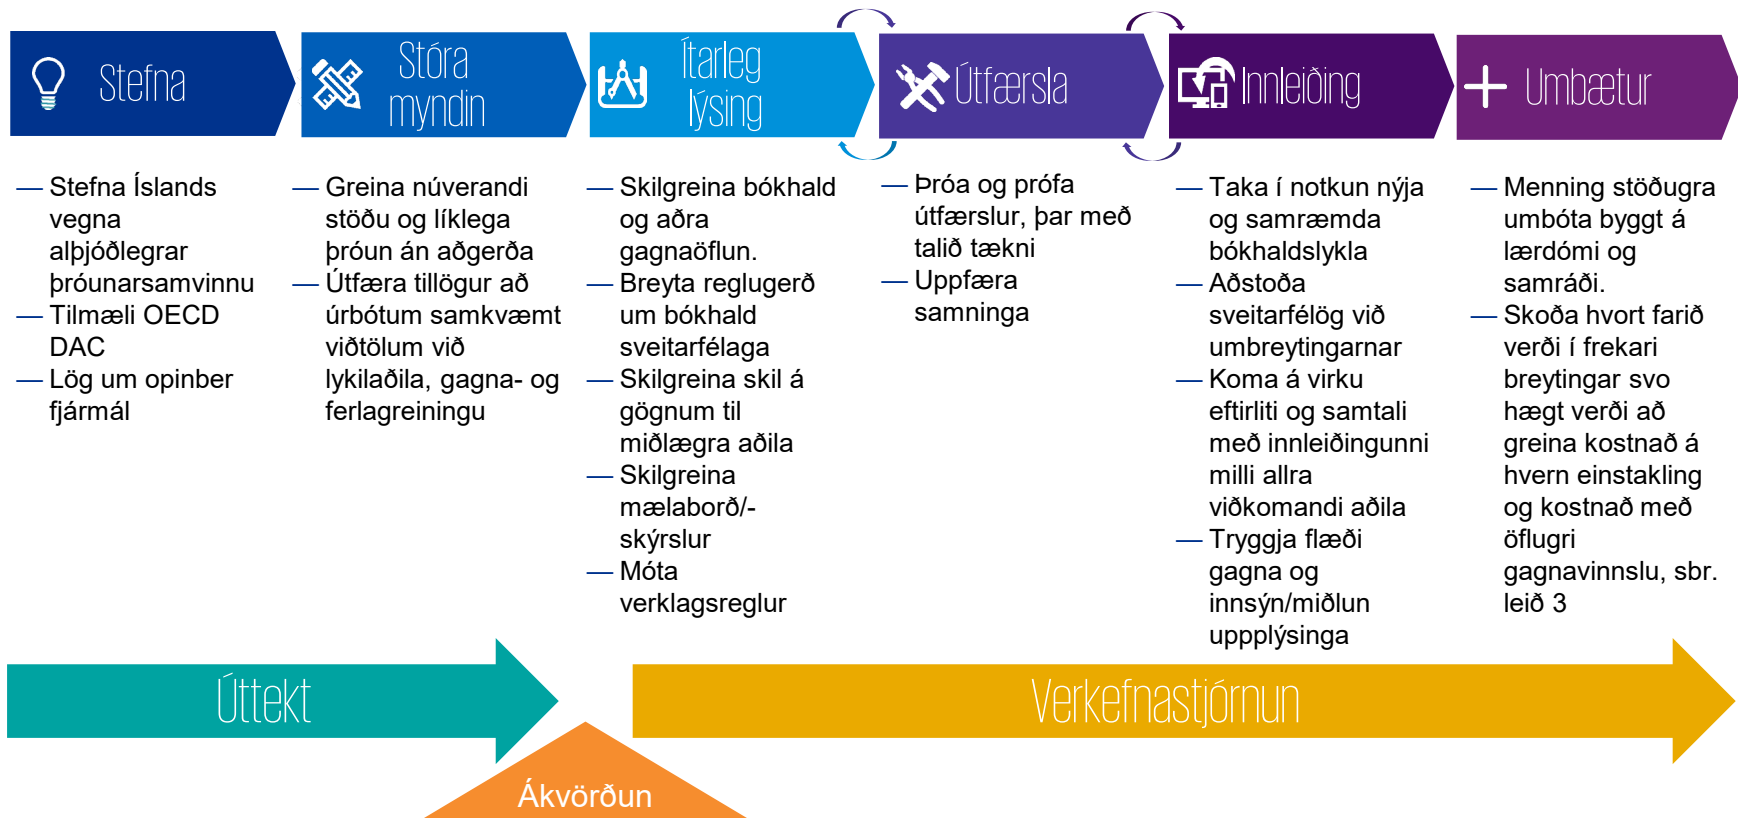 Stefna
Stóra
myndin
Ítarleg
lýsing
Útfærsla
Innleiðing
Umbætur
— Stefna Íslands
vegna
alþjóðlegrar
þróunarsamvinnu
— Tilmæli OECD
DAC
— Lög um opinber
fjármál
— Greina núverandi
stöðu og líklega
þróun án aðgerða
— Útfæra tillögur að
úrbótum samkvæmt
viðtölum við
lykilaðila, gagna- og
ferlagreiningu
— Skilgreina bókhald
og aðra
gagnaöflun.
— Breyta reglugerð
um bókhald
sveitarfélaga
— Skilgreina skil á
gögnum til
miðlægra aðila
— Skilgreina
mælaborð/-
skýrslur
— Móta
verklagsreglur
— Þróa og prófa
útfærslur, þar með
talið tækni
— Uppfæra
samninga
— Taka í notkun nýja
og samræmda
bókhaldslykla
— Aðstoða
sveitarfélög við
umbreytingarnar
— Koma á virku
eftirliti og samtali
með innleiðingunni
milli allra
viðkomandi aðila
— Tryggja flæði
gagna og
innsýn/miðlun
uppplýsinga
— Menning stöðugra
umbóta byggt á
lærdómi og
samráði.
— Skoða hvort farið
verði í frekari
breytingar svo
hægt verði að
greina kostnað á
hvern einstakling
og kostnað með
öflugri
gagnavinnslu, sbr.
leið 3
Úttekt
Verkefnastjórnun
Ákvörðun